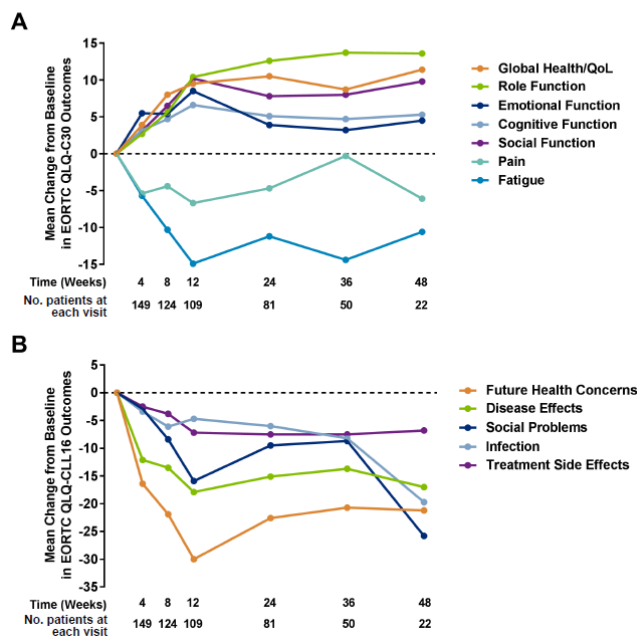 A
Mean Change from Baseline
in EORTC QLQ-C30 Outcomes
15
10
5
0
-5
-10
-15
Global Health/QoL
Role Function
Emotional Function
Cognitive Function
Social Function
Pain
Fatigue
Time (Weeks) 4 8 12 24 36 48
No. patients at
each visit 149 124 109 81 50 22
B
Mean Change from Baseline
in EORTC QLQ-CLL16 Outcomes
5
0
-5
-10
-15
-20
-25
-30
-35
Future Health Concerns
Disease Effects
Social Problems
Infection
Treatment Side Effects
Time (Weeks) 4 8 12 24 36 48
No. patients at
each visit 149 124 109 81 50 22